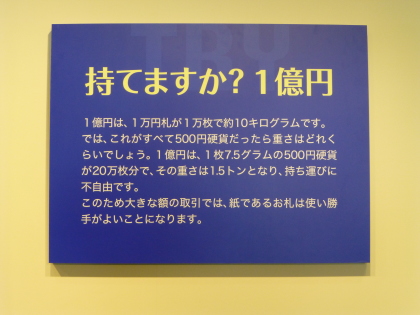 TRY
持てますか?1億円
1億円は、1万円札が1万枚で約10キログラムです。
では、これがすべて500円硬貨だったら重さはどれく
らいでしょう。1億円は、1枚7.5グラムの500円硬貨
が20万枚分で、その重さは1.5トンとなり、持ち運びに
不自由です。
このため大きな額の取引では、紙であるお札は使い勝
手がよいことになります。